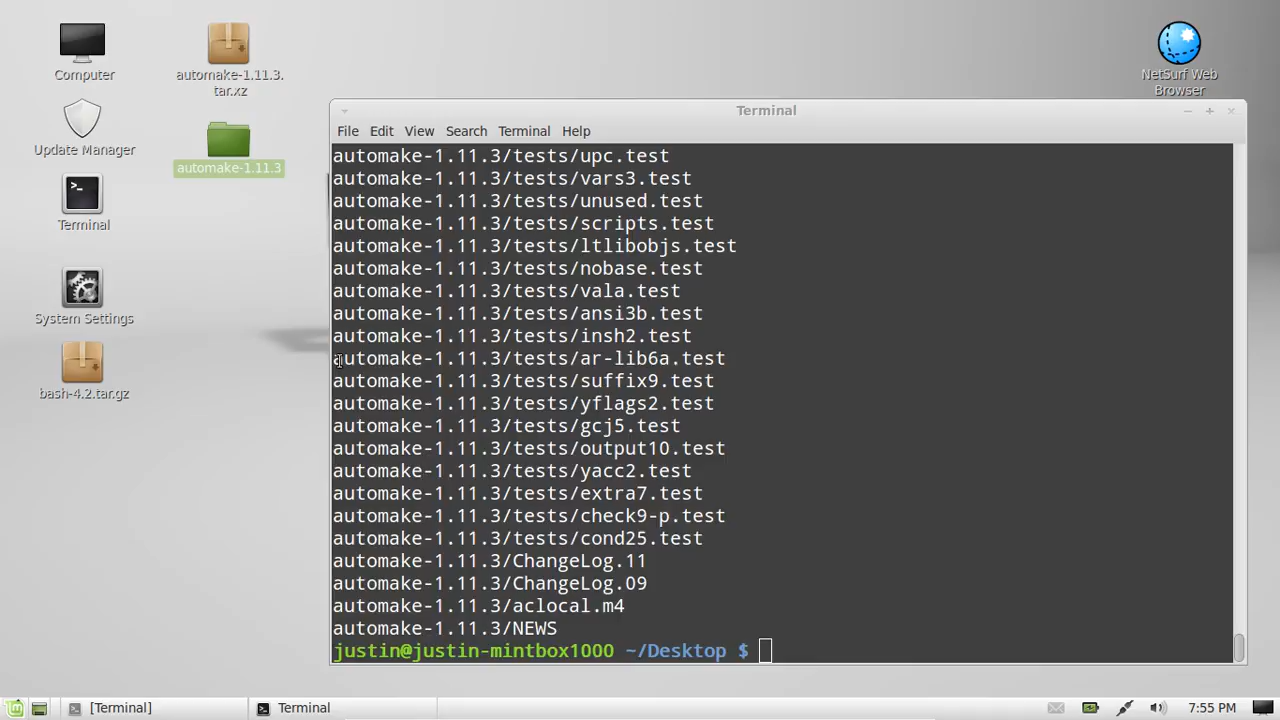 Computer
automake-1.11.3.
tar.xz
NetSurf Web
Browser
Update Manager
automake-1.11.3
Terminal
System Settings
bash-4.2.tar.gz
Terminal
File Edit View Search Terminal Help
automake-1.11.3/tests/upc.test
automake-1.11.3/tests/vars3.test
automake-1.11.3/tests/unused.test
automake-1.11.3/tests/scripts.test
automake-1.11.3/tests/ltlibobjs.test
automake-1.11.3/tests/nobase.test
automake-1.11.3/tests/vala.test
automake-1.11.3/tests/ansi3b.test
automake-1.11.3/tests/insh2.test
automake-1.11.3/tests/ar-lib6a.test
automake-1.11.3/tests/suffix9.test
automake-1.11.3/tests/yflags2.test
automake-1.11.3/tests/gcj5.test
automake-1.11.3/tests/output10.test
automake-1.11.3/tests/yacc2.test
automake-1.11.3/tests/extra7.test
automake-1.11.3/tests/check9-p.test
automake-1.11.3/tests/cond25.test
automake-1.11.3/ChangeLog.11
automake-1.11.3/ChangeLog.09
automake-1.11.3/aclocal.m4
automake-1.11.3/NEWS
justin@justin-mintbox1000 ~/Desktop $
[Terminal] Terminal 7:55 PM